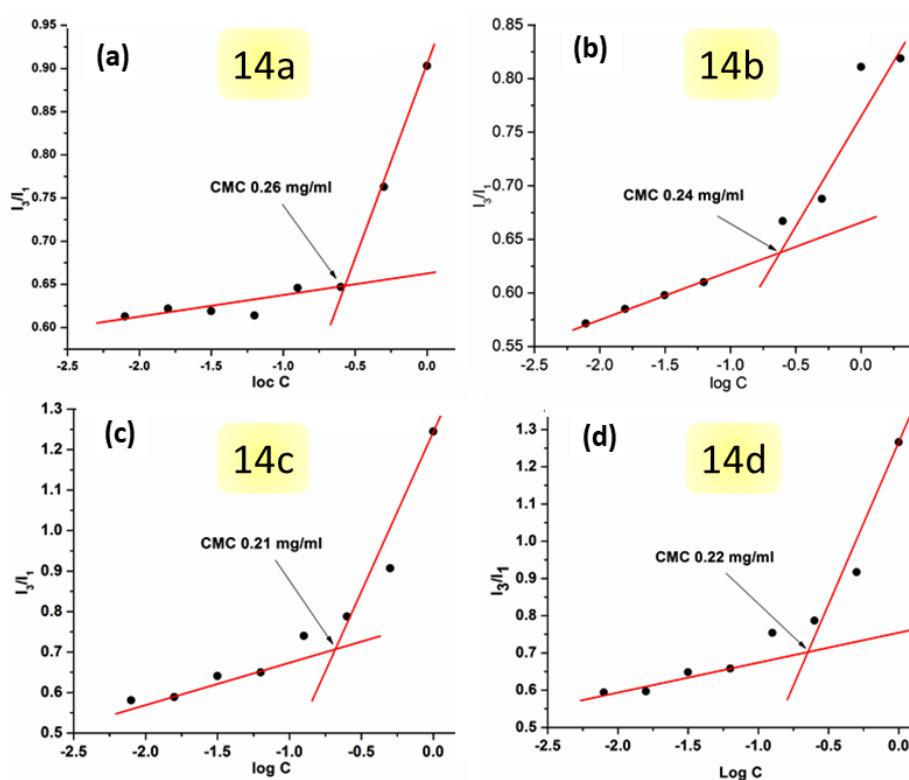 (a)
14a
0.95
0.90
0.85
0.80
0.75
0.70
0.65
0.60
I3/I1
CMC 0.26 mg/ml
-2.5 -2.0 -1.5 -1.0 -0.5 0.0
loc C
(b)
14b
0.85
0.80
0.75
-0.70
0.65
0.60
0.55
I3/I1
CMC 0.24 mg/ml
-2.5 -2.0 -1.5 -1.0 -0.5 0.0
log C
(c)
14c
1.3
1.2
1.1
1.0
0.9
0.8
0.7
0.6
0.5
I3/I1
CMC 0.21 mg/ml
-2.5 -2.0 -1.5 -1.0 -0.5 0.0
log C
(d)
14d
1.3
1.2
1.1
1.0
0.9
0.8
0.7
0.6
0.5
I3/I1
CMC 0.22 mg/ml
-2.5 -2.0 -1.5 -1.0 -0.5 0.0
Log C